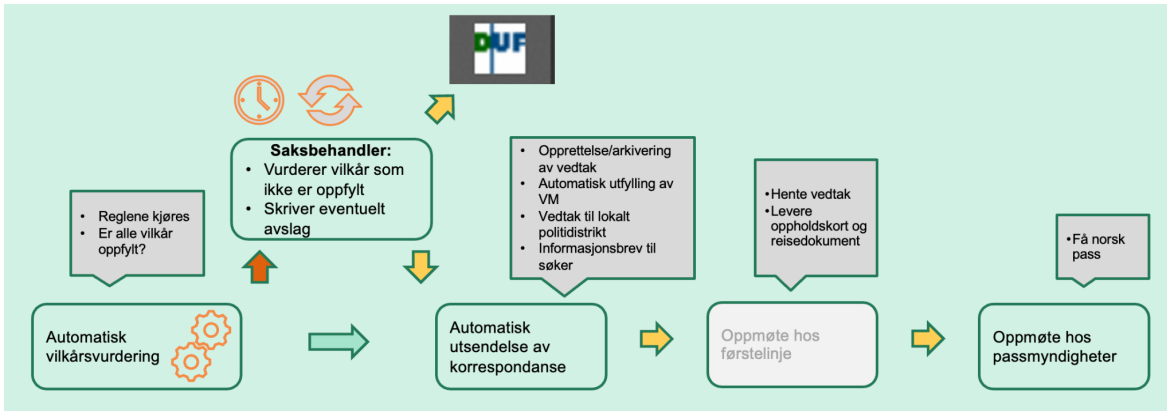 DUF
Saksbehandler:
• Vurderer vilkår som
ikke er oppfylt
• Skriver eventuelt
avslag
• Reglene kjøres
• Er alle vilkår
oppfylt?
• Opprettelse/arkivering
av vedtak
• Automatisk utfylling av
VM
• Vedtak til lokalt
politidistrikt
• Informasjonsbrev til
søker
• Hente vedtak
• Levere
oppholdskort og
reisedokument
• Få norsk
pass
Automatisk
vilkårsvurdering
Automatisk
utsendelse av
korrespondanse
Oppmøte hos
førstelinje
Oppmøte hos
passmyndigheter